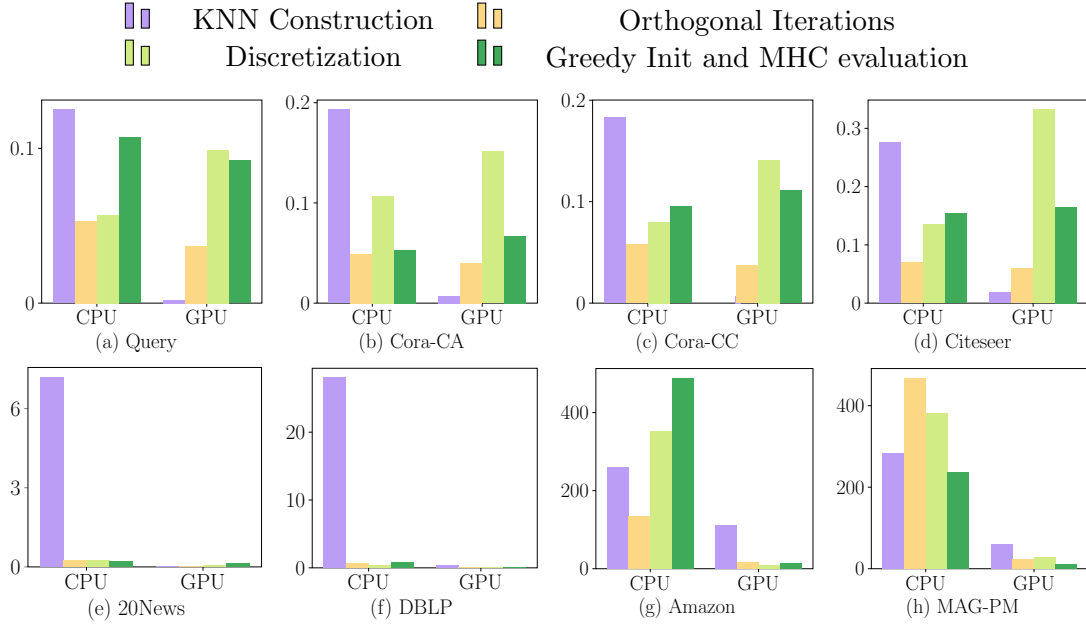 KNN Construction Orthogonal Iterations
Discretization Greedy Init and MHC evaluation
0.1
0
CPU GPU
(a) Query
0.2
0.1
0
CPU GPU
(b) Cora-CA
0.2
0.1
0
CPU GPU
(c) Cora-CC
0.3
0.2
0.1
0
CPU GPU
(d) Citeseer
6
3
0
CPU GPU
(e) 20News
20
10
0
CPU GPU
(f) DBLP
400
200
0
CPU GPU
(g) Amazon
400
200
0
CPU GPU
(h) MAG-PM